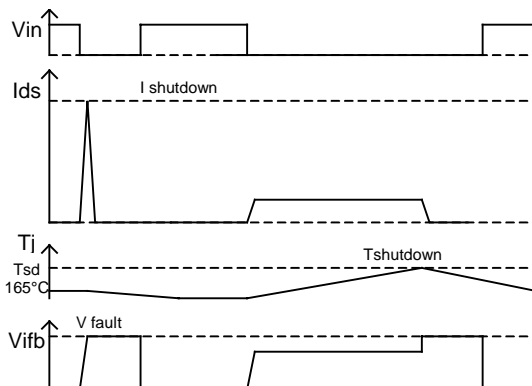 Vin
Ids
I shutdown
Tj
Tsd
165°C
Tshutdown
V fault
Vifb